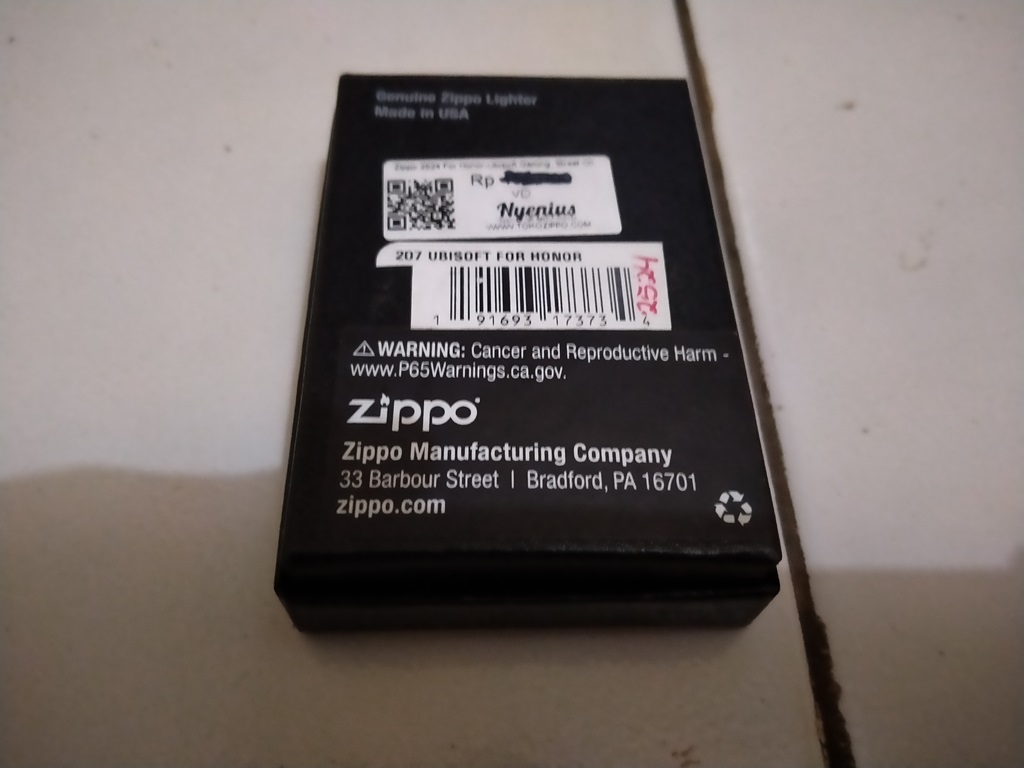 Genuine Zippo Lighter
Made in USA
Rp
VD
Nyenius
WWW.TOKOZIPPO.COM
207 UBISOFT FOR HONOR
1 91693 17373 4
WARNING: Cancer and Reproductive Harm -
www.P65Warnings.ca.gov.
zippo
Zippo Manufacturing Company
33 Barbour Street | Bradford, PA 16701
zippo.com